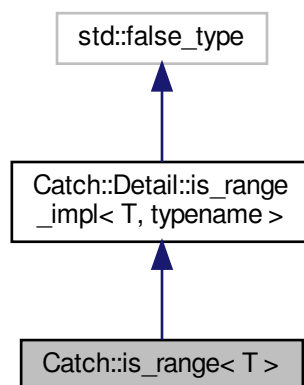 std::false_type
Catch::Detail::is_range
_impl< T, typename >
Catch::is_range< T >